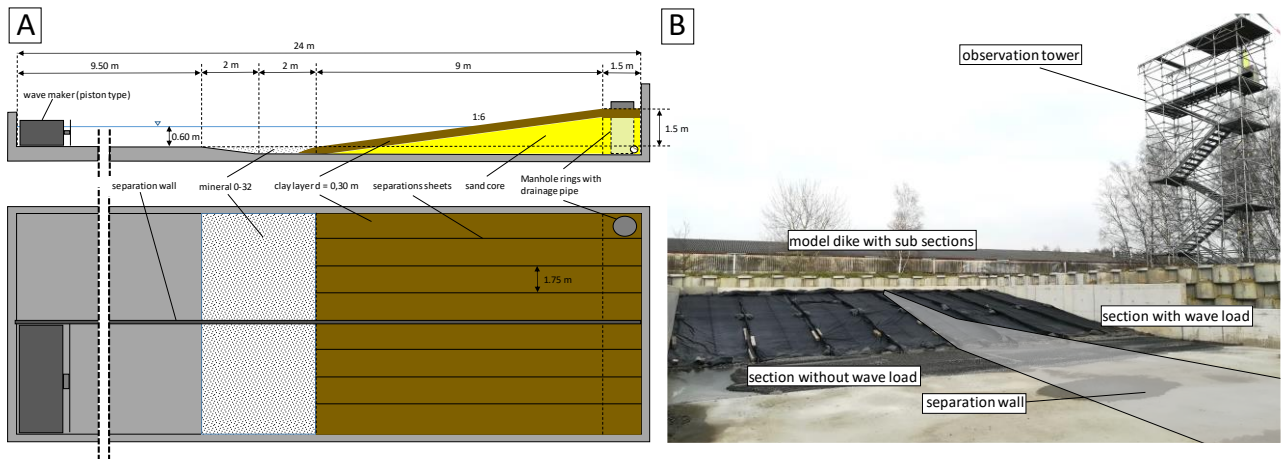 A
24 m
9.50 m
2 m
2 m
9 m
1.5 m
wave maker (piston type)
0.60 m
1:6
1.5 m
separation wall
mineral 0-32
clay layer d = 0,30 m
separations sheets
sand core
Manhole rings with
drainage pipe
1.75 m
B
observation tower
model dike with sub sections
section with wave load
section without wave load
separation wall